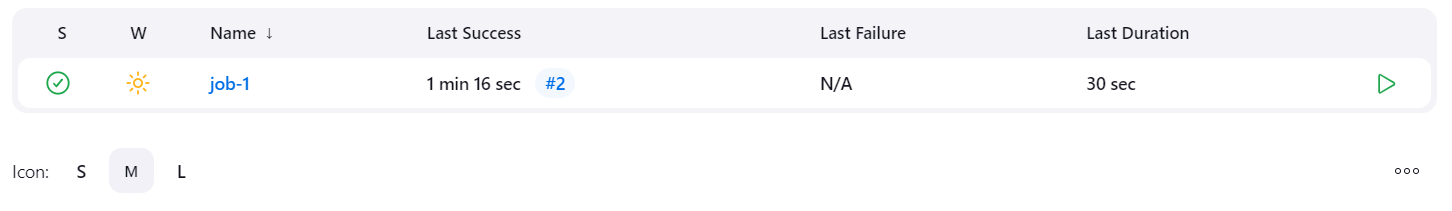 S W Name ↓ Last Success Last Failure Last Duration
job-1 1 min 16 sec #2 N/A 30 sec
Icon: S M L